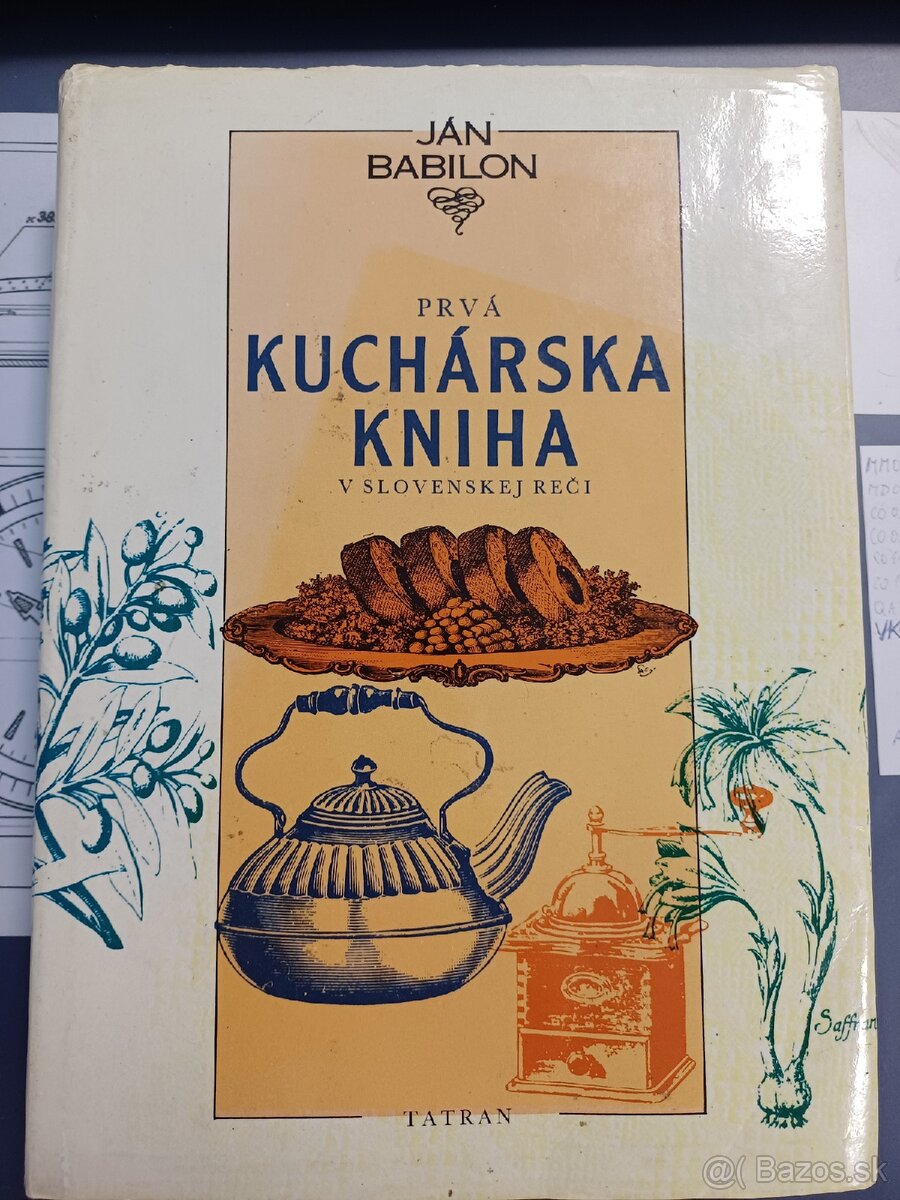 JÁN
BABILON
PRVÁ
KUCHÁRSKA
KNIHA
V SLOVENSKEJ REČI
Saffran
TATRAN
@( Bazos.sk